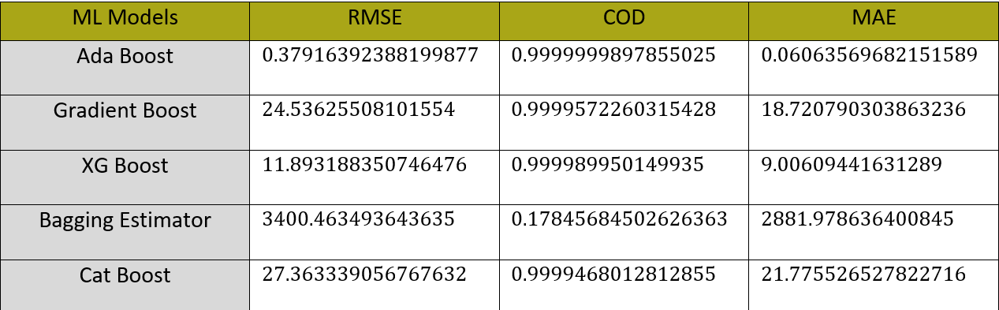 ML Models RMSE COD MAE
Ada Boost 0.37916392388199877 0.9999999897855025 0.06063569682151589
Gradient Boost 24.53625508101554 0.9999572260315428 18.720790303863236
XG Boost 11.893188350746476 0.999989950149935 9.00609441631289
Bagging Estimator 3400.463493643635 0.17845684502626363 2881.978636400845
Cat Boost 27.363339056767632 0.9999468012812855 21.775526527822716